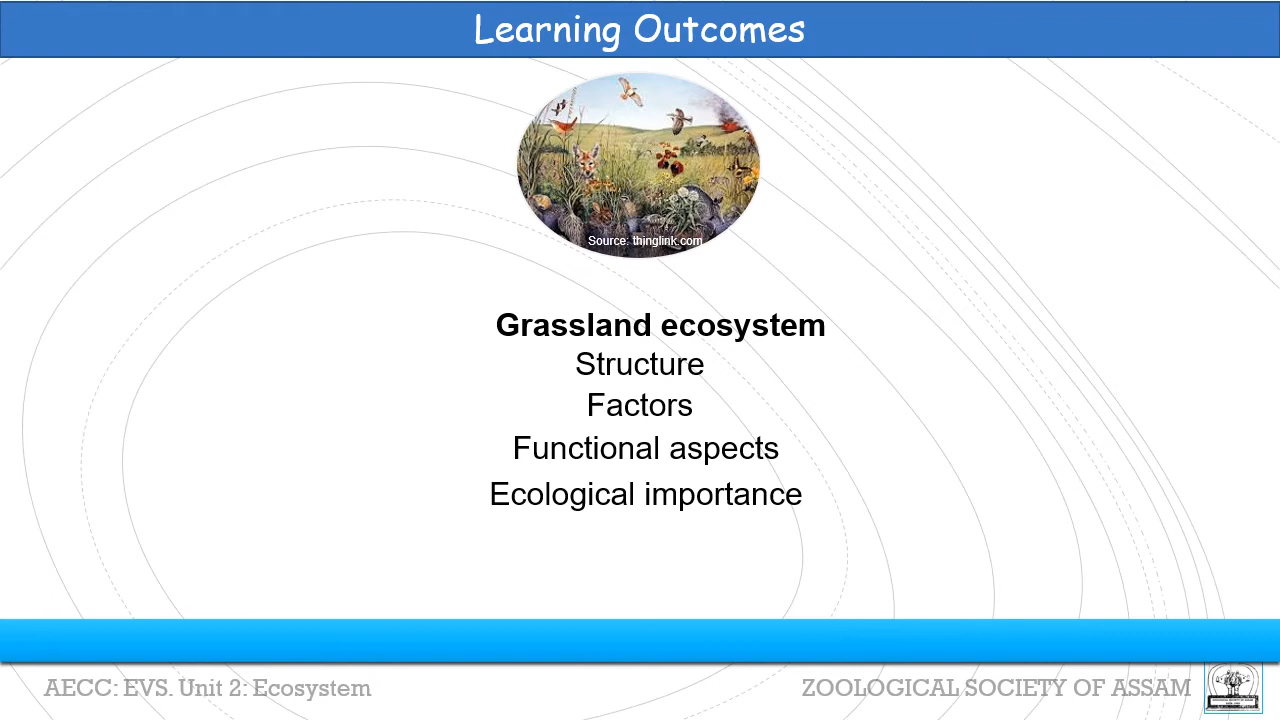 Learning Outcomes
Source: thinglink.com
Grassland ecosystem
Structure
Factors
Functional aspects
Ecological importance
AECC: EVS. Unit 2: Ecosystem
ZOOLOGICAL SOCIETY OF ASSAM